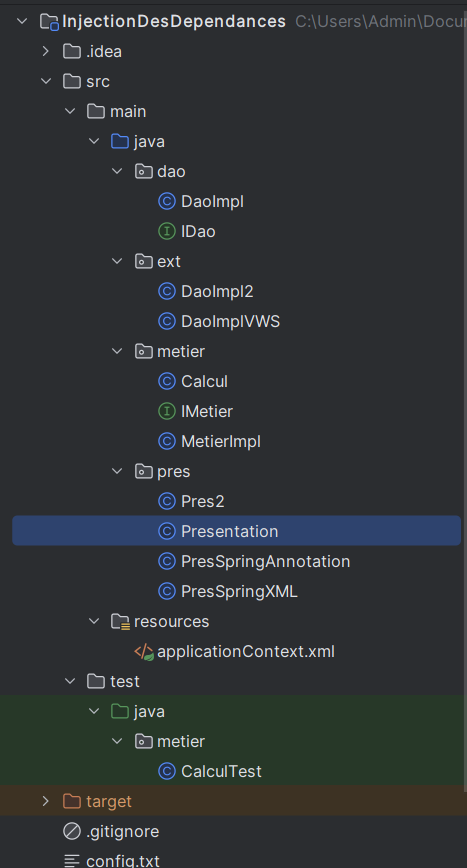 InjectionDesDependances C:\Users\Admin\Docu
.idea
src
main
java
dao
DaoImpl
IDao
ext
DaoImpl2
DaoImplVWS
metier
Calcul
IMetier
MetierImpl
pres
Pres2
Presentation
PresSpringAnnotation
PresSpringXML
resources
applicationContext.xml
test
java
metier
CalculTest
target
.gitignore
config.txt